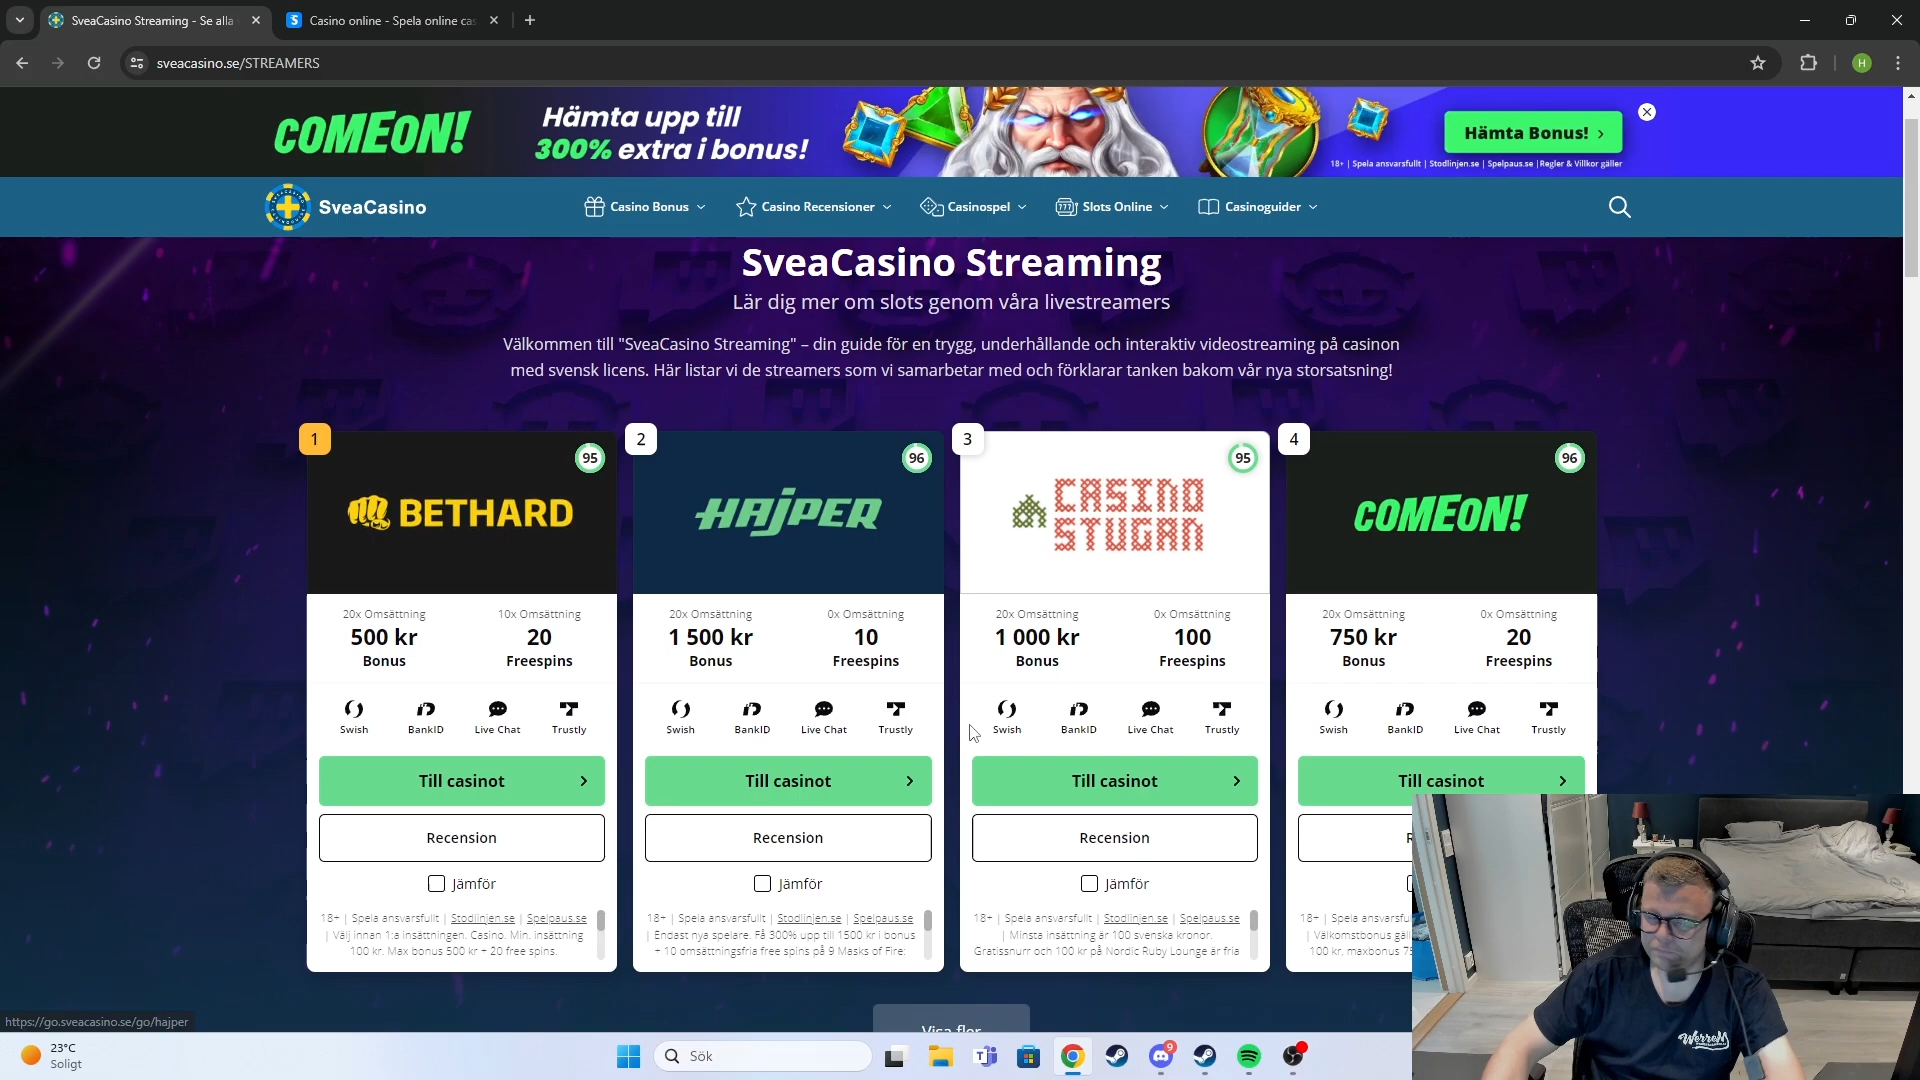 SveaCasino Streaming - Se alla
Casino online - Spela online cas
sveacasino.se/STREAMERS
COMEON!
Hämta upp till
300% extra i bonus!
Hämta Bonus!
18+ | Spela ansvarsfullt | Stodlinjen.se | Spelpaus.se |Regler & Villkor gäller
SveaCasino
Casino Bonus
Casino Recensioner
Casinospel
Slots Online
Casinoguider
SveaCasino Streaming
Lär dig mer om slots genom våra livestreamers
Välkommen till "SveaCasino Streaming" – din guide för en trygg, underhållande och interaktiv videostreaming på casinon
med svensk licens. Här listar vi de streamers som vi samarbetar med och förklarar tanken bakom vår nya storsatsning!
1
95
BETHARD
20x Omsättning
500 kr
Bonus
10x Omsättning
20
Freespins
Swish
BankID
Live Chat
Trustly
Till casinot
Recension
Jämför
18+ | Spela ansvarsfullt | Stodlinjen.se | Spelpaus.se
| Välj innan 1:a insättningen. Casino. Min. insättning
100 kr. Max bonus 500 kr + 20 free spins.
2
96
HAJPER
20x Omsättning
1 500 kr
Bonus
0x Omsättning
10
Freespins
Swish
BankID
Live Chat
Trustly
Till casinot
Recension
Jämför
18+ | Spela ansvarsfullt | Stodlinjen.se | Spelpaus.se
| Endast nya spelare. Få 300% upp till 1500 kr i bonus
+ 10 omsättningsfria free spins på 9 Masks of Fire:
3
95
CASINO
STUGAN
20x Omsättning
1 000 kr
Bonus
0x Omsättning
100
Freespins
Swish
BankID
Live Chat
Trustly
Till casinot
Recension
Jämför
18+ | Spela ansvarsfullt | Stodlinjen.se | Spelpaus.se
| Minsta insättning är 100 svenska kronor.
Gratissnurr och 100 kr på Nordic Ruby Lounge är fria
4
96
COMEON!
20x Omsättning
750 kr
Bonus
0x Omsättning
20
Freespins
Swish
BankID
Live Chat
Trustly
Till casinot
18+ | Spela ansvarsfu
| Välkomstbonus gäl
100 kr. maxbonus 75
Visa fler
https://go.sveacasino.se/go/hajper
23°C
Soligt
Sök
9
H